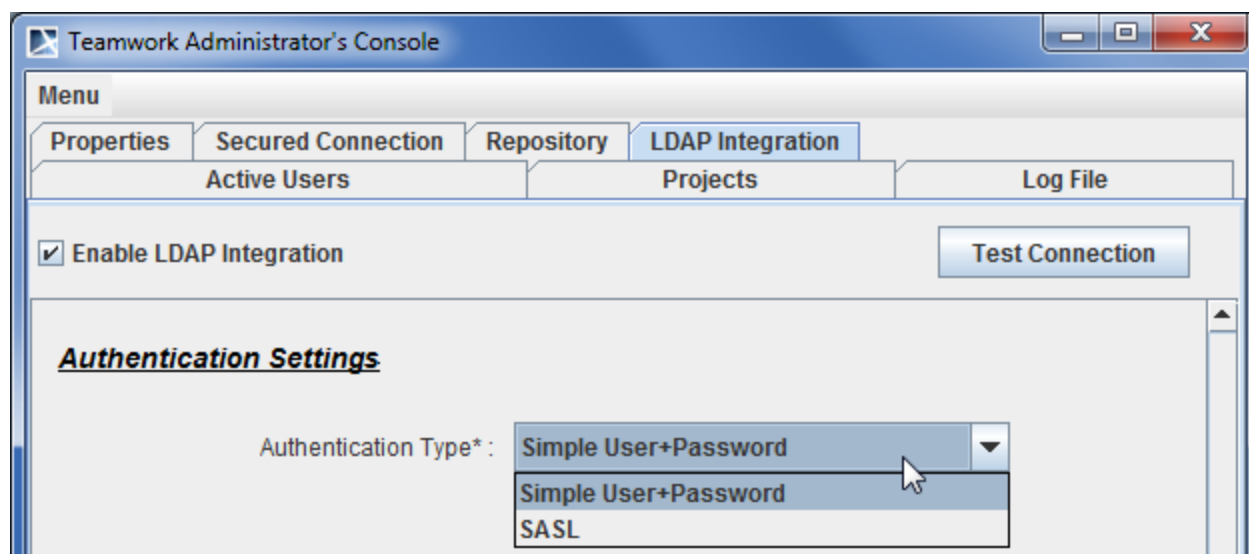 Teamwork Administrator's Console
Menu
Properties Secured Connection Repository LDAP Integration
Active Users Projects Log File
Enable LDAP Integration Test Connection
Authentication Settings
Authentication Type* : Simple User+Password
Simple User+Password
SASL